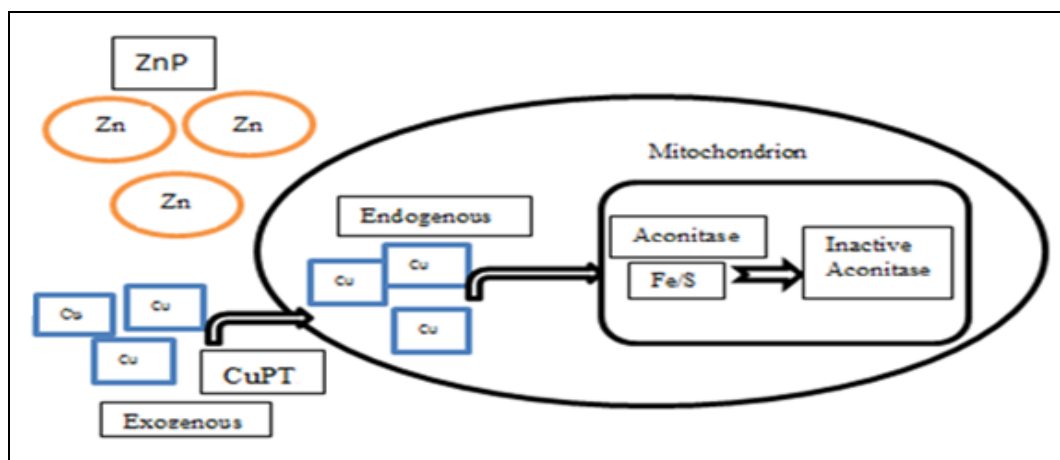 ZnP
Zn
Zn
Zn
Mitochondrion
Endogenous
Cu
Cu
Cu
Aconitase
Fe/S
Inactive
Aconitase
Cu
Cu
Cu
CuPT
Exogenous